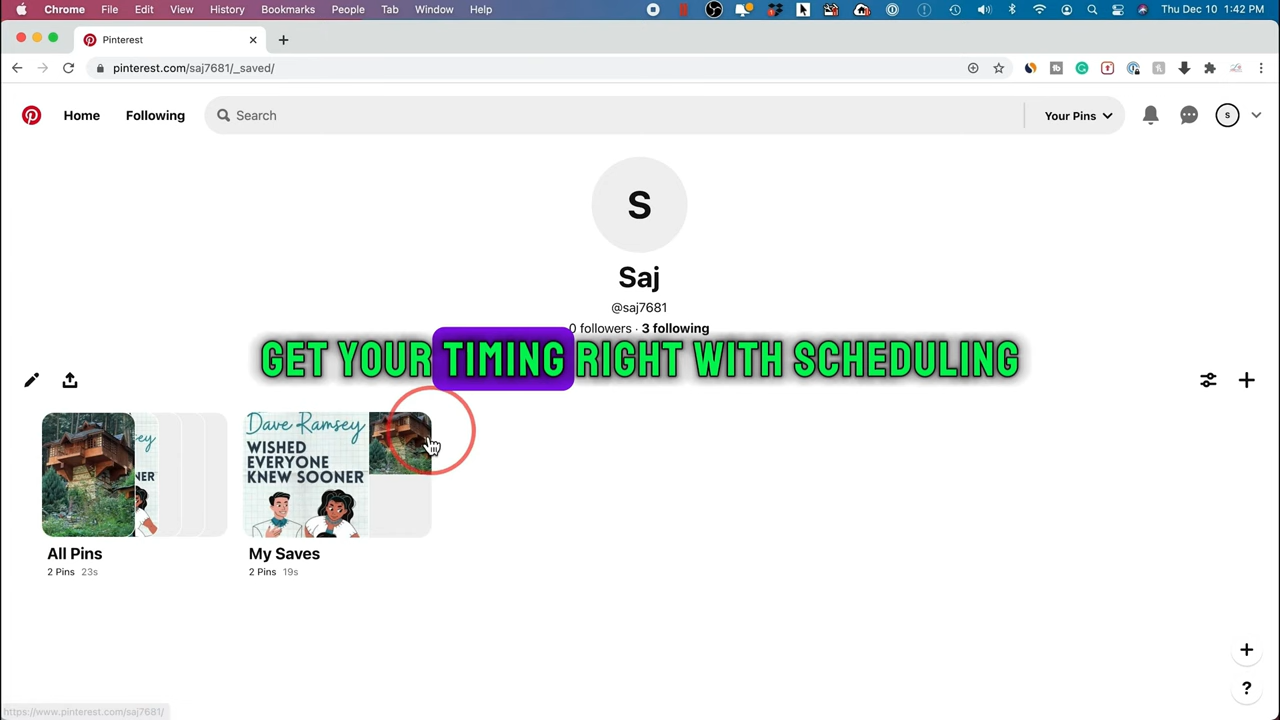 Chrome File Edit View History Bookmarks People Tab Window Help Thu Dec 10 1:42 PM
Pinterest
pinterest.com/saj7681/_saved/
Home Following Search Your Pins S
S
Saj
@saj7681
0 followers · 3 following
GET YOUR TIMING RIGHT WITH SCHEDULING
Dave Ramsey
WISHED
EVERYONE
KNEW SOONER
All Pins
2 Pins 23s
My Saves
2 Pins 19s
?
https://www.pinterest.com/saj7681/